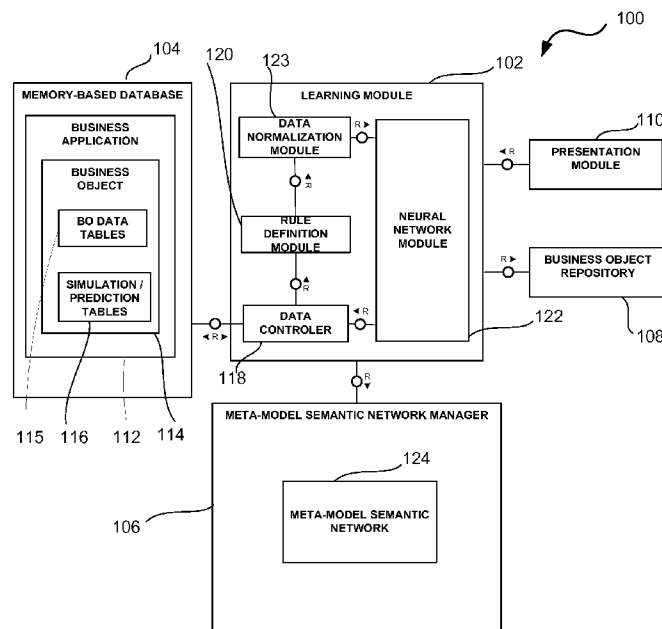 100
104
120
123
102
110
MEMORY-BASED DATABASE
BUSINESS
APPLICATION
BUSINESS
OBJECT
BO DATA
TABLES
SIMULATION /
PREDICTION
TABLES
115
116
112
114
LEARNING MODULE
DATA
NORMALIZATION
MODULE
R
R
RULE
DEFINITION
MODULE
R
DATA
CONTROLER
R
R
118
NEURAL
NETWORK
MODULE
122
R
PRESENTATION
MODULE
R
BUSINESS OBJECT
REPOSITORY
108
R
META-MODEL SEMANTIC NETWORK MANAGER
124
META-MODEL SEMANTIC
NETWORK
106